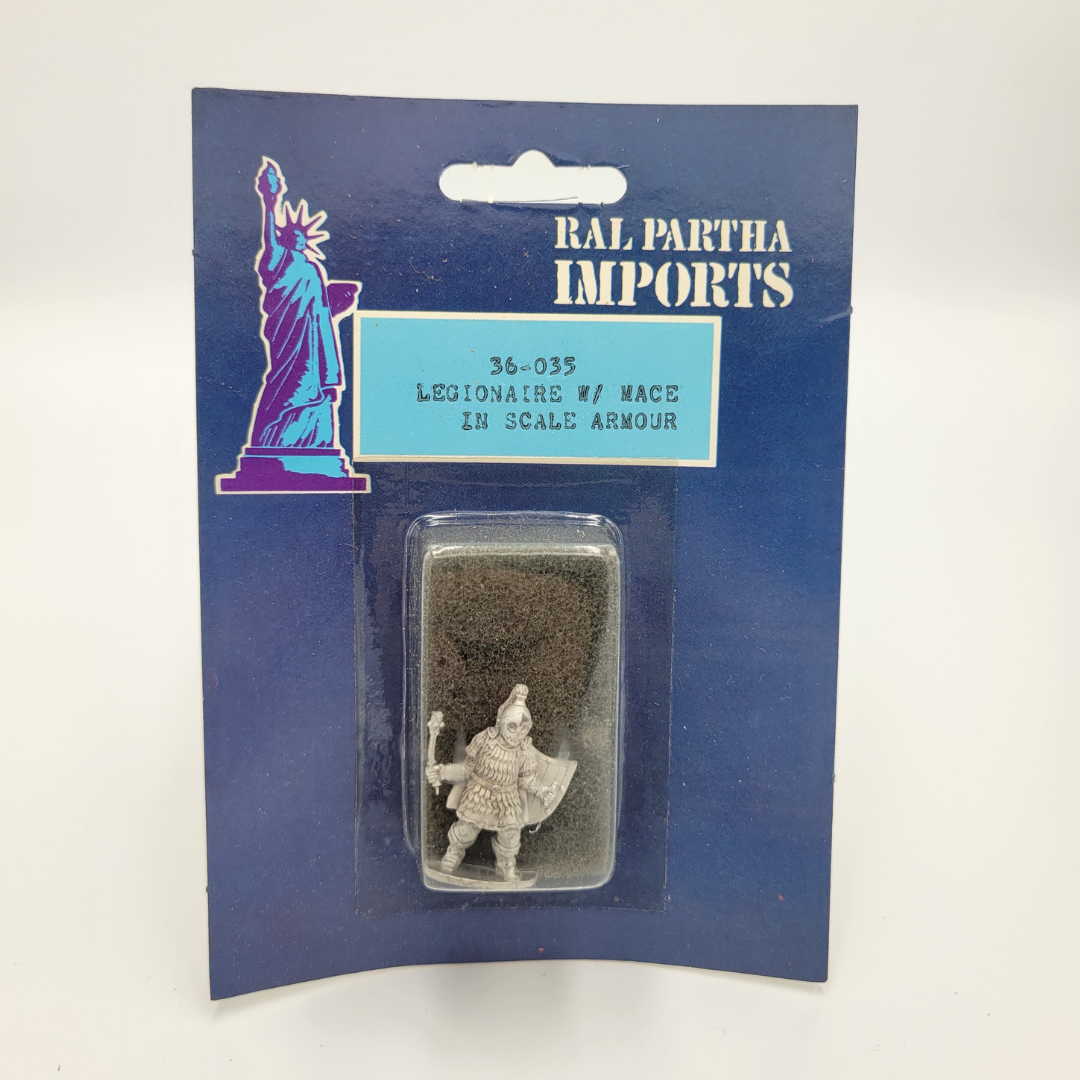 RAL PARTHA
IMPORTS
36-035
LEGIONAIRE W/ MACE
IN SCALE ARMOUR